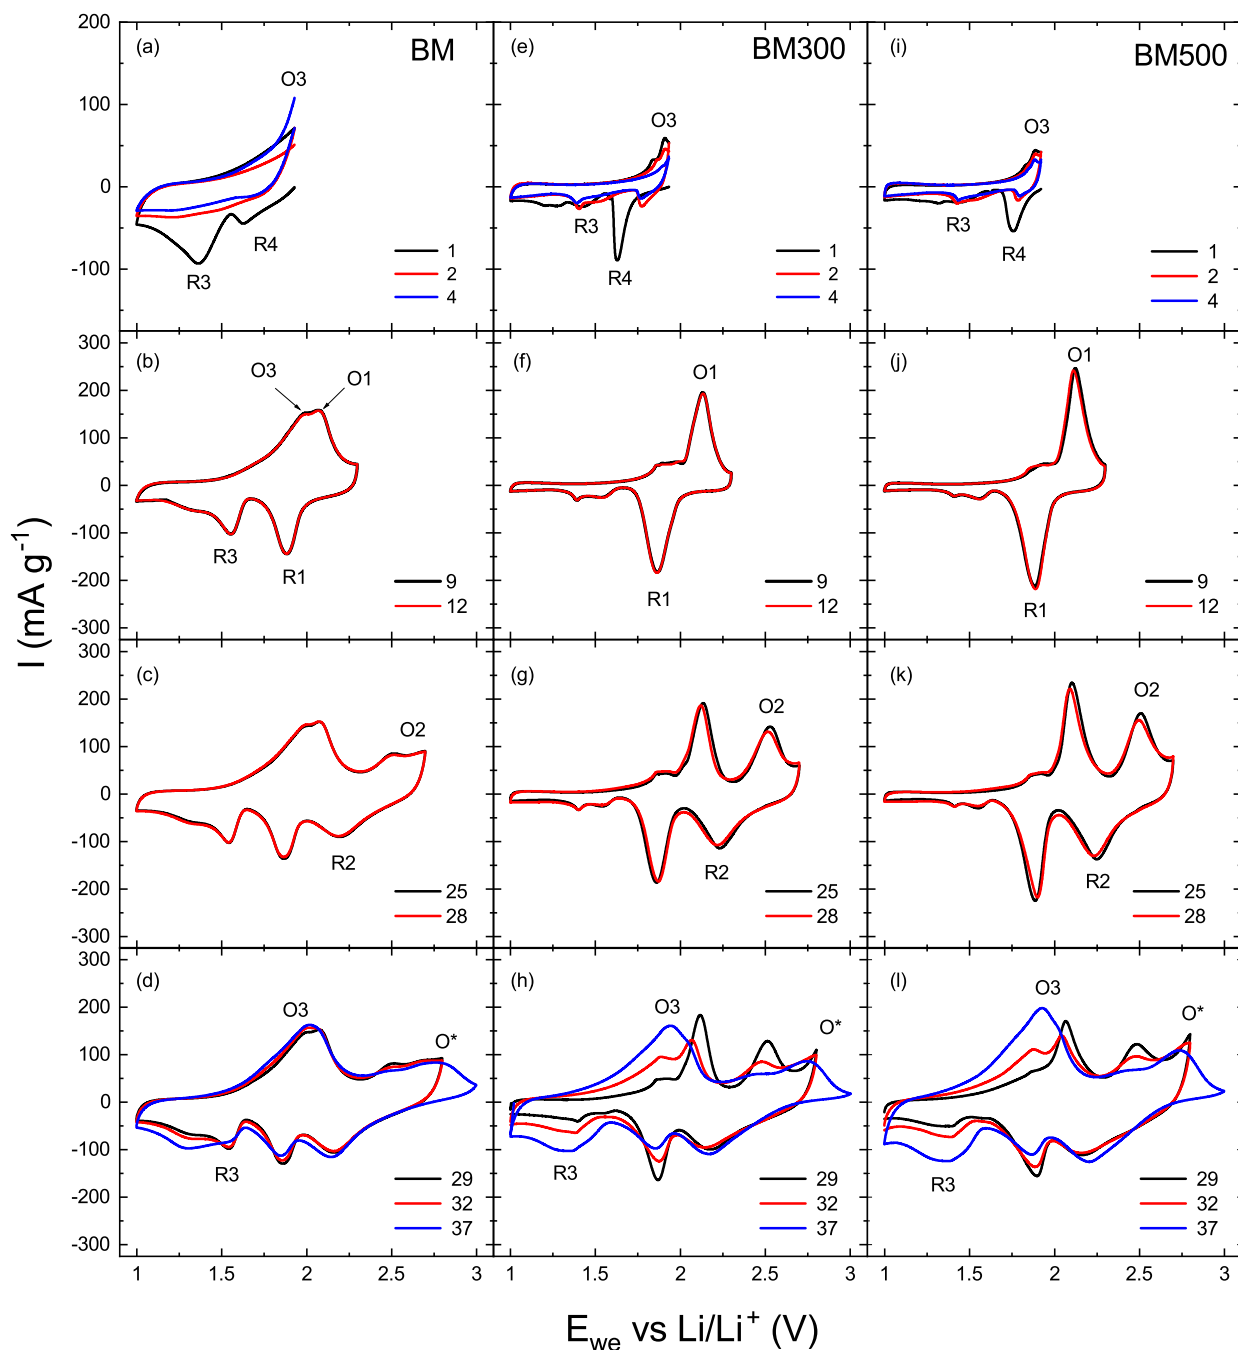 (a) BM
O3
R3
R4
1
2
4
200
100
0
-100
(e) BM300
O3
R3
R4
1
2
4
(i) BM500
O3
R3
R4
1
2
4
(b)
O3
O1
R3
R1
9
12
300
200
100
0
-100
-200
-300
(f)
O1
R1
9
12
(j)
O1
R1
9
12
(c)
O2
R2
25
28
300
200
100
0
-100
-200
-300
(g)
O2
R2
25
28
(k)
O2
R2
25
28
(d)
O3
O*
R3
29
32
37
300
200
100
0
-100
-200
-300
1 1.5 2 2.5 3
(h)
O3
O*
R3
29
32
37
1 1.5 2 2.5 3
(l)
O3
O*
R3
29
32
37
1 1.5 2 2.5 3
I (mA g⁻¹)
E_we vs Li/Li⁺ (V)